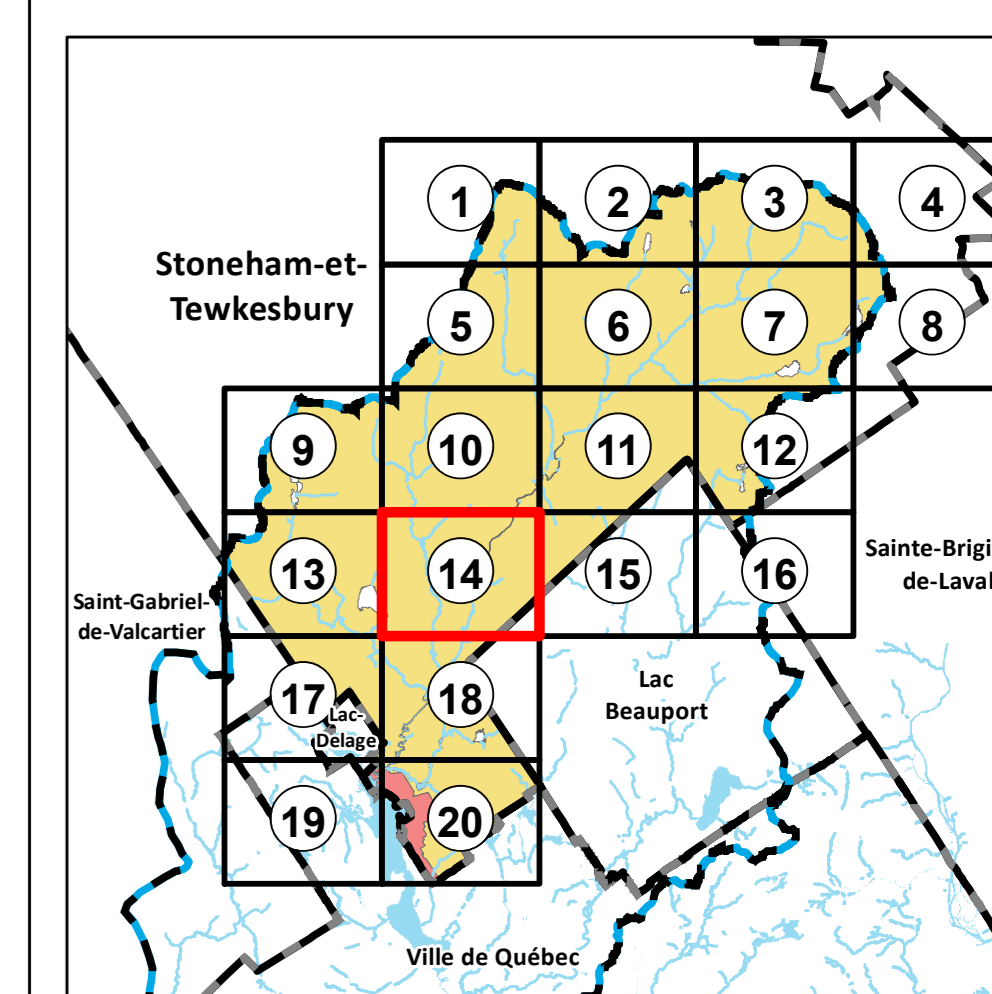 1
2
3
4
Stoneham-et-
Tewkesbury
5
6
7
8
9
10
11
12
13
14
15
16
Sainte-Brigi
de-Laval
Saint-Gabriel-
de-Valcartier
17
Lac-
Delage
18
Lac
Beauport
19
20
Ville de Québec